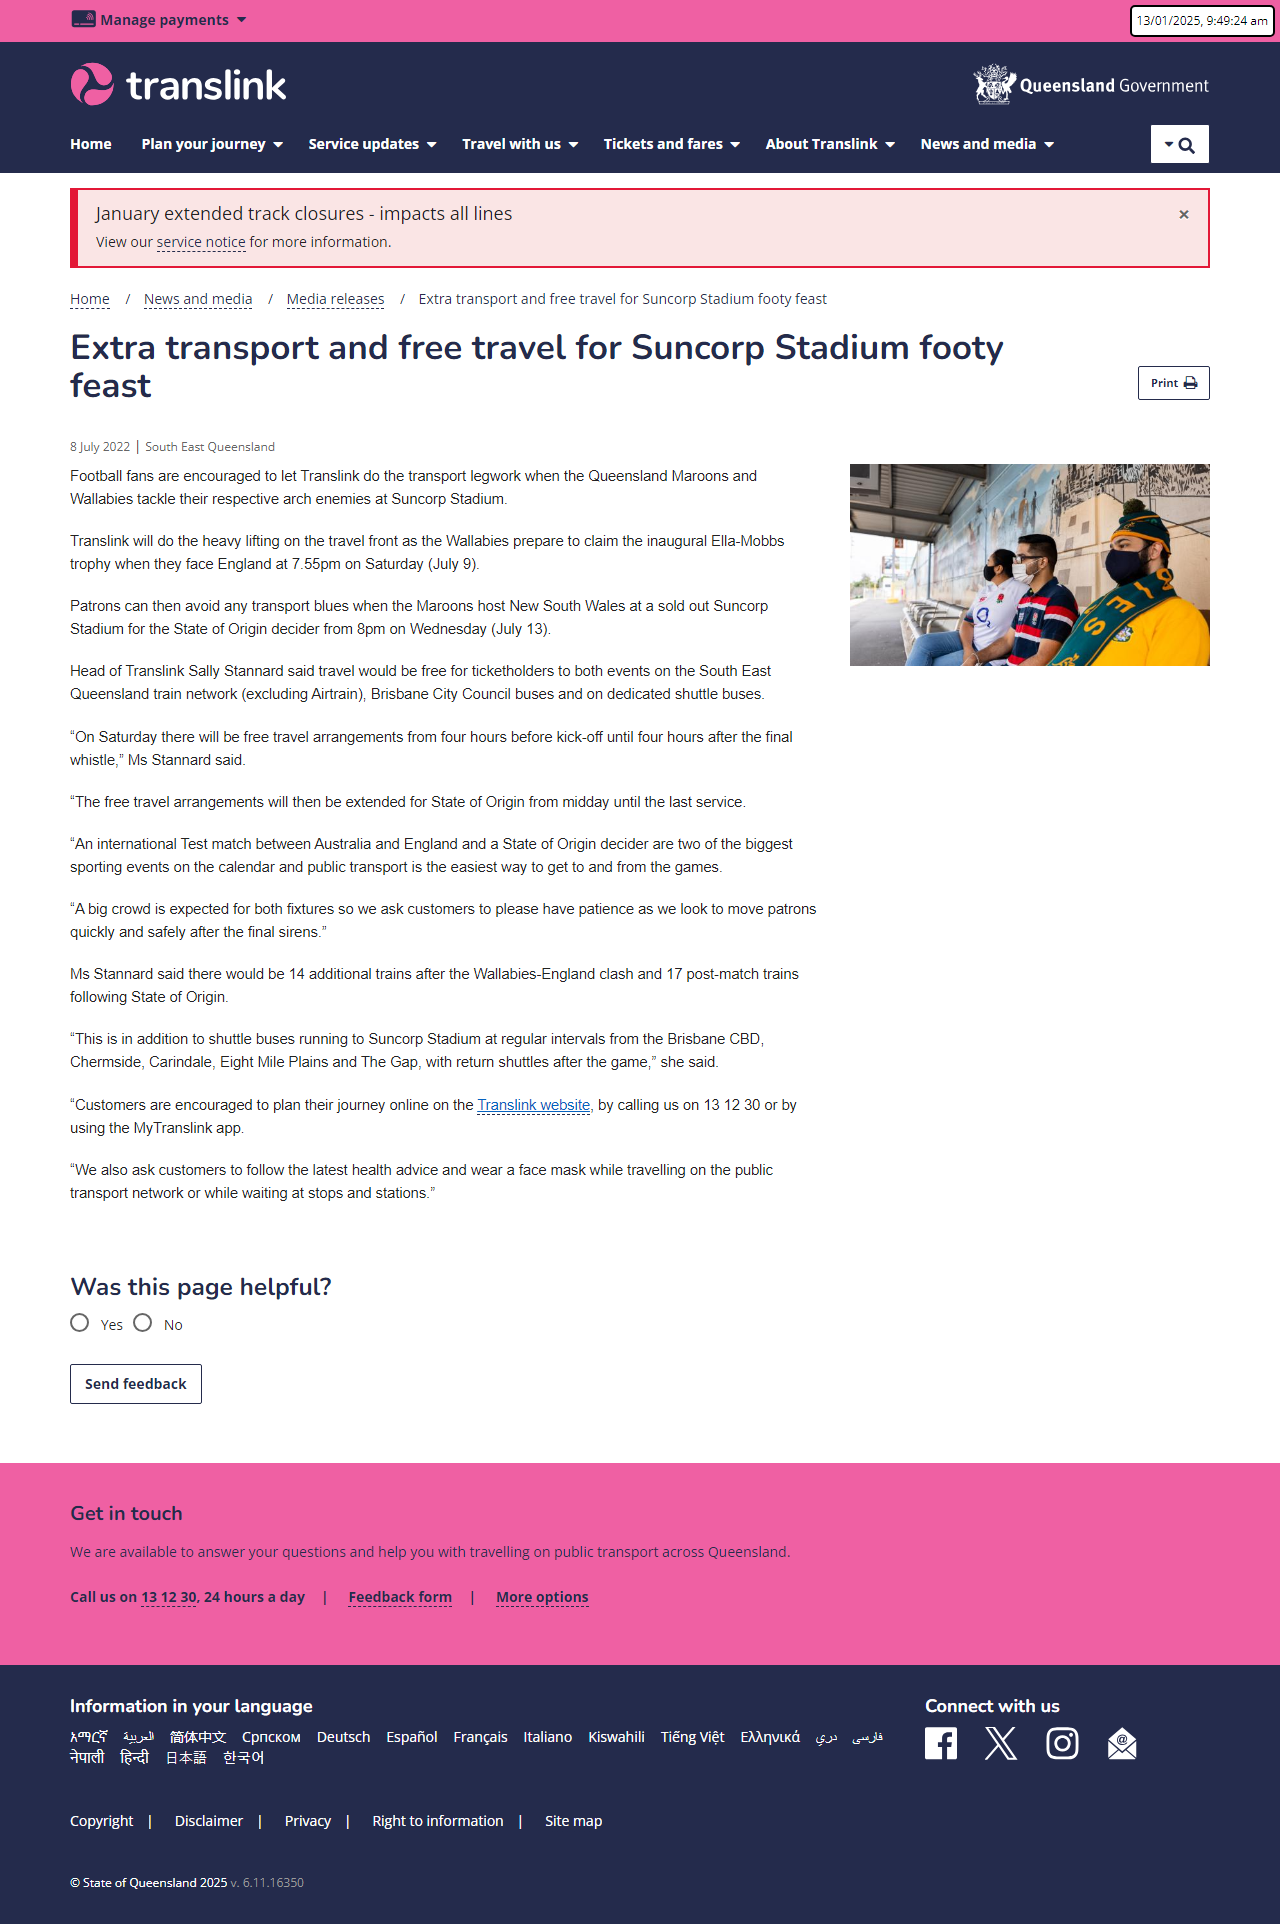 Manage payments
13/01/2025, 9:49:24 am
translink
Queensland Government
Home Plan your journey Service updates Travel with us Tickets and fares About Translink News and media
January extended track closures - impacts all lines
×
View our service notice for more information.
Home / News and media / Media releases / Extra transport and free travel for Suncorp Stadium footy feast
Extra transport and free travel for Suncorp Stadium footy
feast
Print
8 July 2022 | South East Queensland
Football fans are encouraged to let Translink do the transport legwork when the Queensland Maroons and
Wallabies tackle their respective arch enemies at Suncorp Stadium.
Translink will do the heavy lifting on the travel front as the Wallabies prepare to claim the inaugural Ella-Mobbs
trophy when they face England at 7.55pm on Saturday (July 9).
Patrons can then avoid any transport blues when the Maroons host New South Wales at a sold out Suncorp
Stadium for the State of Origin decider from 8pm on Wednesday (July 13).
Head of Translink Sally Stannard said travel would be free for ticketholders to both events on the South East
Queensland train network (excluding Airtrain), Brisbane City Council buses and on dedicated shuttle buses.
“On Saturday there will be free travel arrangements from four hours before kick-off until four hours after the final
whistle,” Ms Stannard said.
“The free travel arrangements will then be extended for State of Origin from midday until the last service.
“An international Test match between Australia and England and a State of Origin decider are two of the biggest
sporting events on the calendar and public transport is the easiest way to get to and from the games.
“A big crowd is expected for both fixtures so we ask customers to please have patience as we look to move patrons
quickly and safely after the final sirens.”
Ms Stannard said there would be 14 additional trains after the Wallabies-England clash and 17 post-match trains
following State of Origin.
“This is in addition to shuttle buses running to Suncorp Stadium at regular intervals from the Brisbane CBD,
Chermside, Carindale, Eight Mile Plains and The Gap, with return shuttles after the game,” she said.
“Customers are encouraged to plan their journey online on the Translink website, by calling us on 13 12 30 or by
using the MyTranslink app.
“We also ask customers to follow the latest health advice and wear a face mask while travelling on the public
transport network or while waiting at stops and stations.”
Was this page helpful?
Yes No
Send feedback
Get in touch
We are available to answer your questions and help you with travelling on public transport across Queensland.
Call us on 13 12 30, 24 hours a day | Feedback form | More options
Information in your language
አማርኛ العربية 简体中文 Српском Deutsch Español Français Italiano Kiswahili Tiếng Việt Ελληνικά دري فارسی
नेपाली हिन्दी 日本語 한국어
Connect with us
Copyright | Disclaimer | Privacy | Right to information | Site map
© State of Queensland 2025 v. 6.11.16350